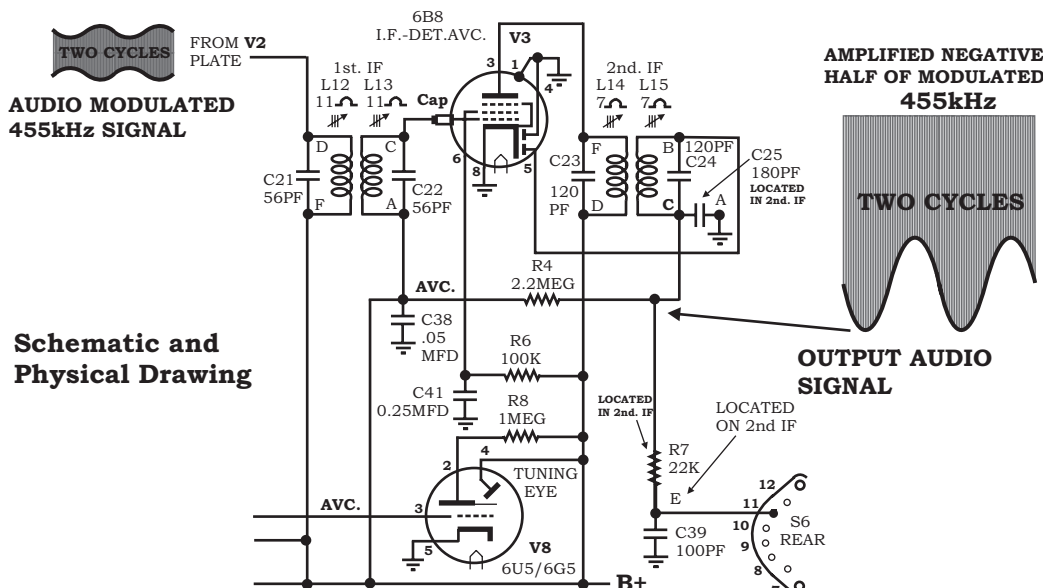 TWO CYCLES
AUDIO MODULATED
455kHz SIGNAL
FROM V2
PLATE
6B8
I.F.-DET.AVC.
V3
3
1
4
Cap
6
8
5
1st. IF
L12 L13
11 11
D
C
C21
56PF
C22
56PF
F
A
2nd. IF
L14 L15
7 7
F
B
C23
120
PF
D
120PF
C24
C
C25
180PF
LOCATED
IN 2nd. IF
A
AMPLIFIED NEGATIVE
HALF OF MODULATED
455kHz
TWO CYCLES
OUTPUT AUDIO
SIGNAL
AVC.
R4
2.2MEG
C38
.05
MFD
Schematic and
Physical Drawing
R6
100K
C41
0.25MFD
R8
1MEG
LOCATED
IN 2nd. IF
LOCATED
ON 2nd IF
R7
22K
E
C39
100PF
2
4
TUNING
EYE
AVC.
3
5
V8
6U5/6G5
B+
12
11
10
9
8
S6
REAR